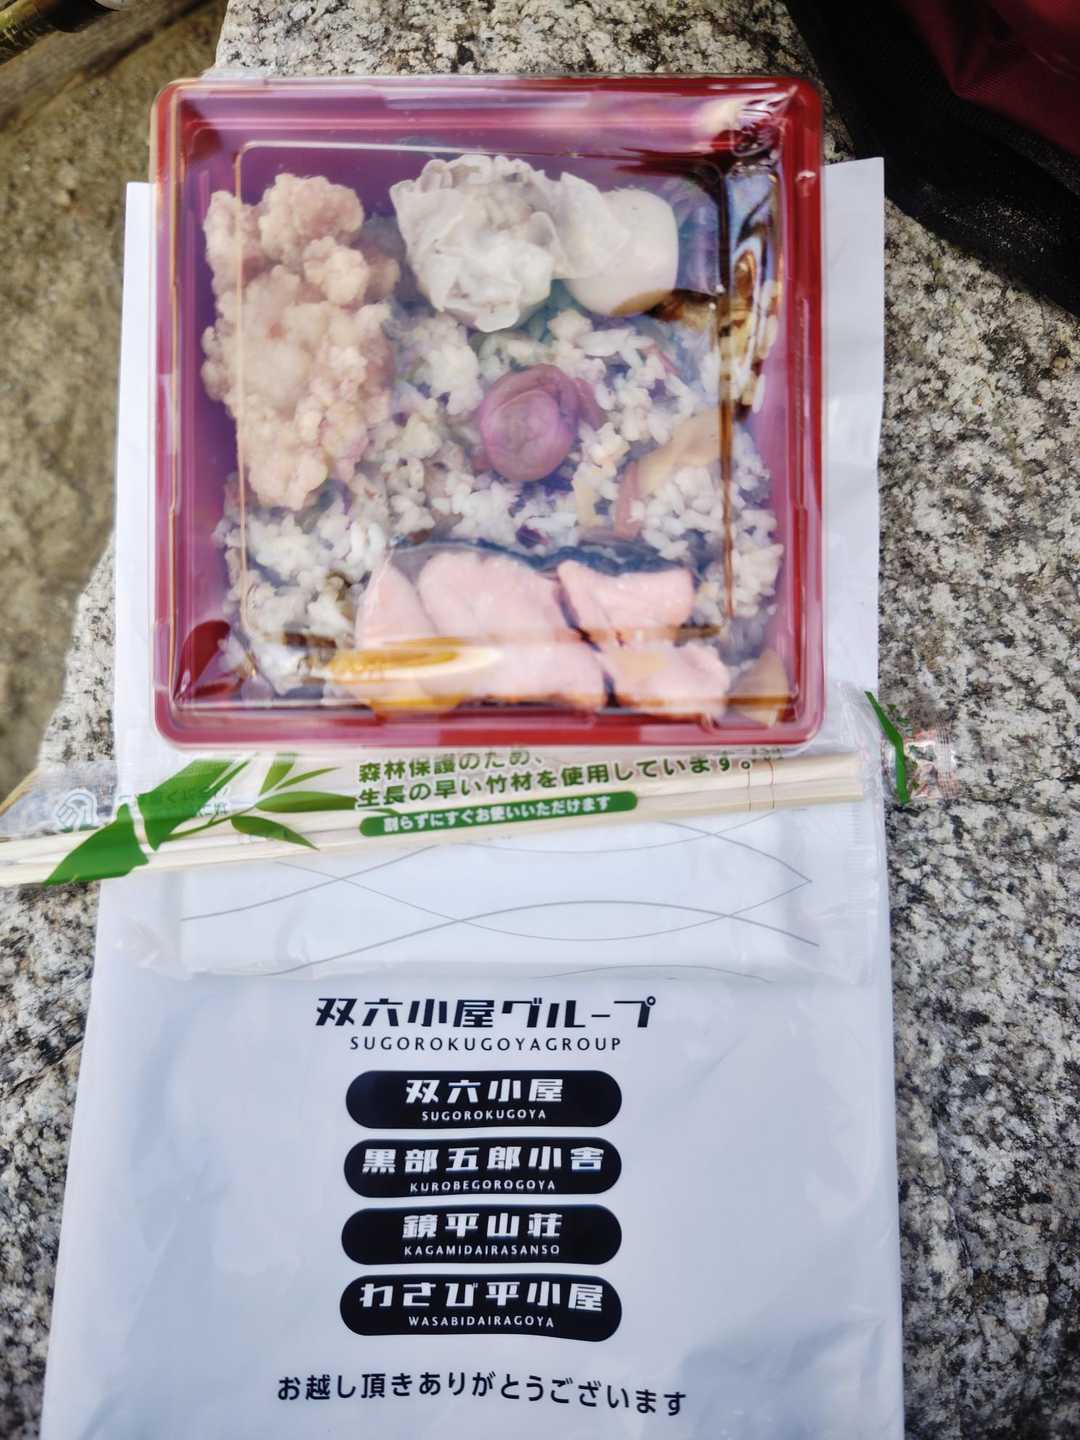 森林保護のため、
生長の早い竹材を使用しています。
割らずにすぐお使いいただけます
双六小屋グループ
SUGOROKUGOYAGROUP
双六小屋
SUGOROKUGOYA
黒部五郎小舎
KUROBEGOROGOYA
鏡平山荘
KAGAMIDAIRASANSO
わさび平小屋
WASABIDAIRAGOYA
お越し頂きありがとうございます